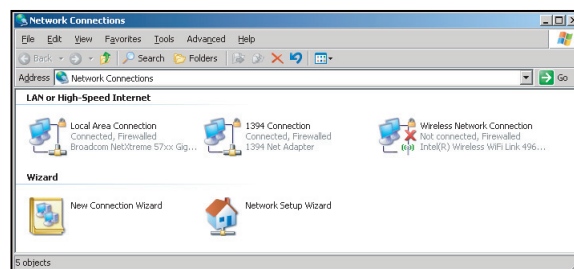 Network Connections
File Edit View Favorites Tools Advanced Help
Back Search Folders
Address Network Connections Go
LAN or High-Speed Internet
Local Area Connection
Connected, Firewalled
Broadcom NetXtreme 57xx Gig...
1394 Connection
Connected, Firewalled
1394 Net Adapter
Wireless Network Connection
Not connected, Firewalled
Intel(R) Wireless WiFi Link 496...
Wizard
New Connection Wizard
Network Setup Wizard
5 objects